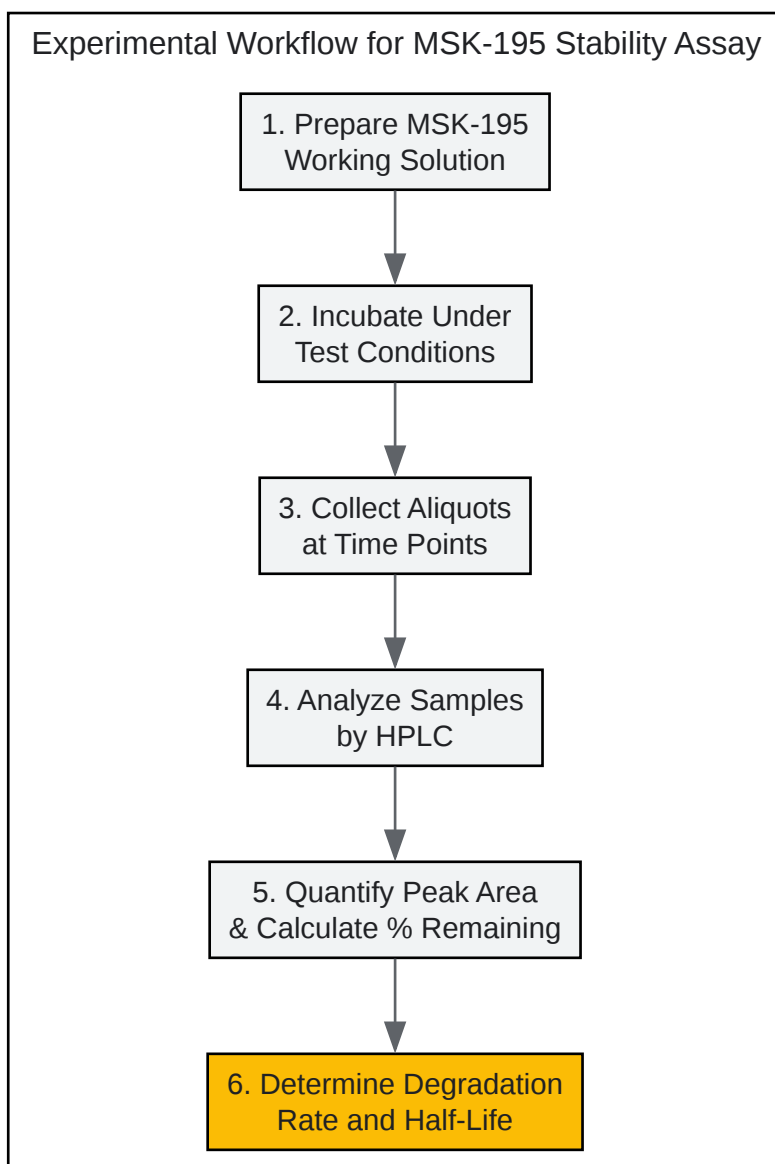 Experimental Workflow for MSK-195 Stability Assay
1. Prepare MSK-195
Working Solution
2. Incubate Under
Test Conditions
3. Collect Aliquots
at Time Points
4. Analyze Samples
by HPLC
5. Quantify Peak Area
& Calculate % Remaining
6. Determine Degradation
Rate and Half-Life